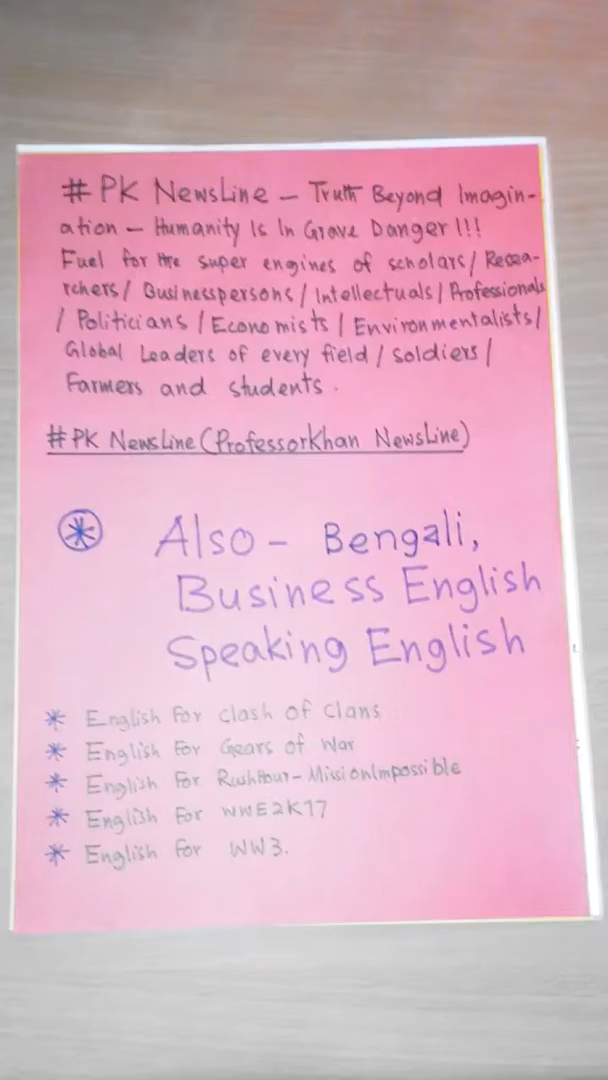 # PK NewsLine – Truth Beyond Imagin-
ation – Humanity Is In Grave Danger!!!
Fuel for the super engines of scholars/ Resea-
rchers/ Businesspersons/ Intellectuals/ Professionals
/ Politicians / Economists / Environmentalists/
Global Leaders of every field / soldiers/
Farmers and students.
# PK NewsLine (ProfessorKhan NewsLine)
Also – Bengali,
Business English
Speaking English
* English For Clash of Clans
* English For Gears of War
* English For RushHour – MissionImpossible
* English For WWE2K17
* English for WW3.